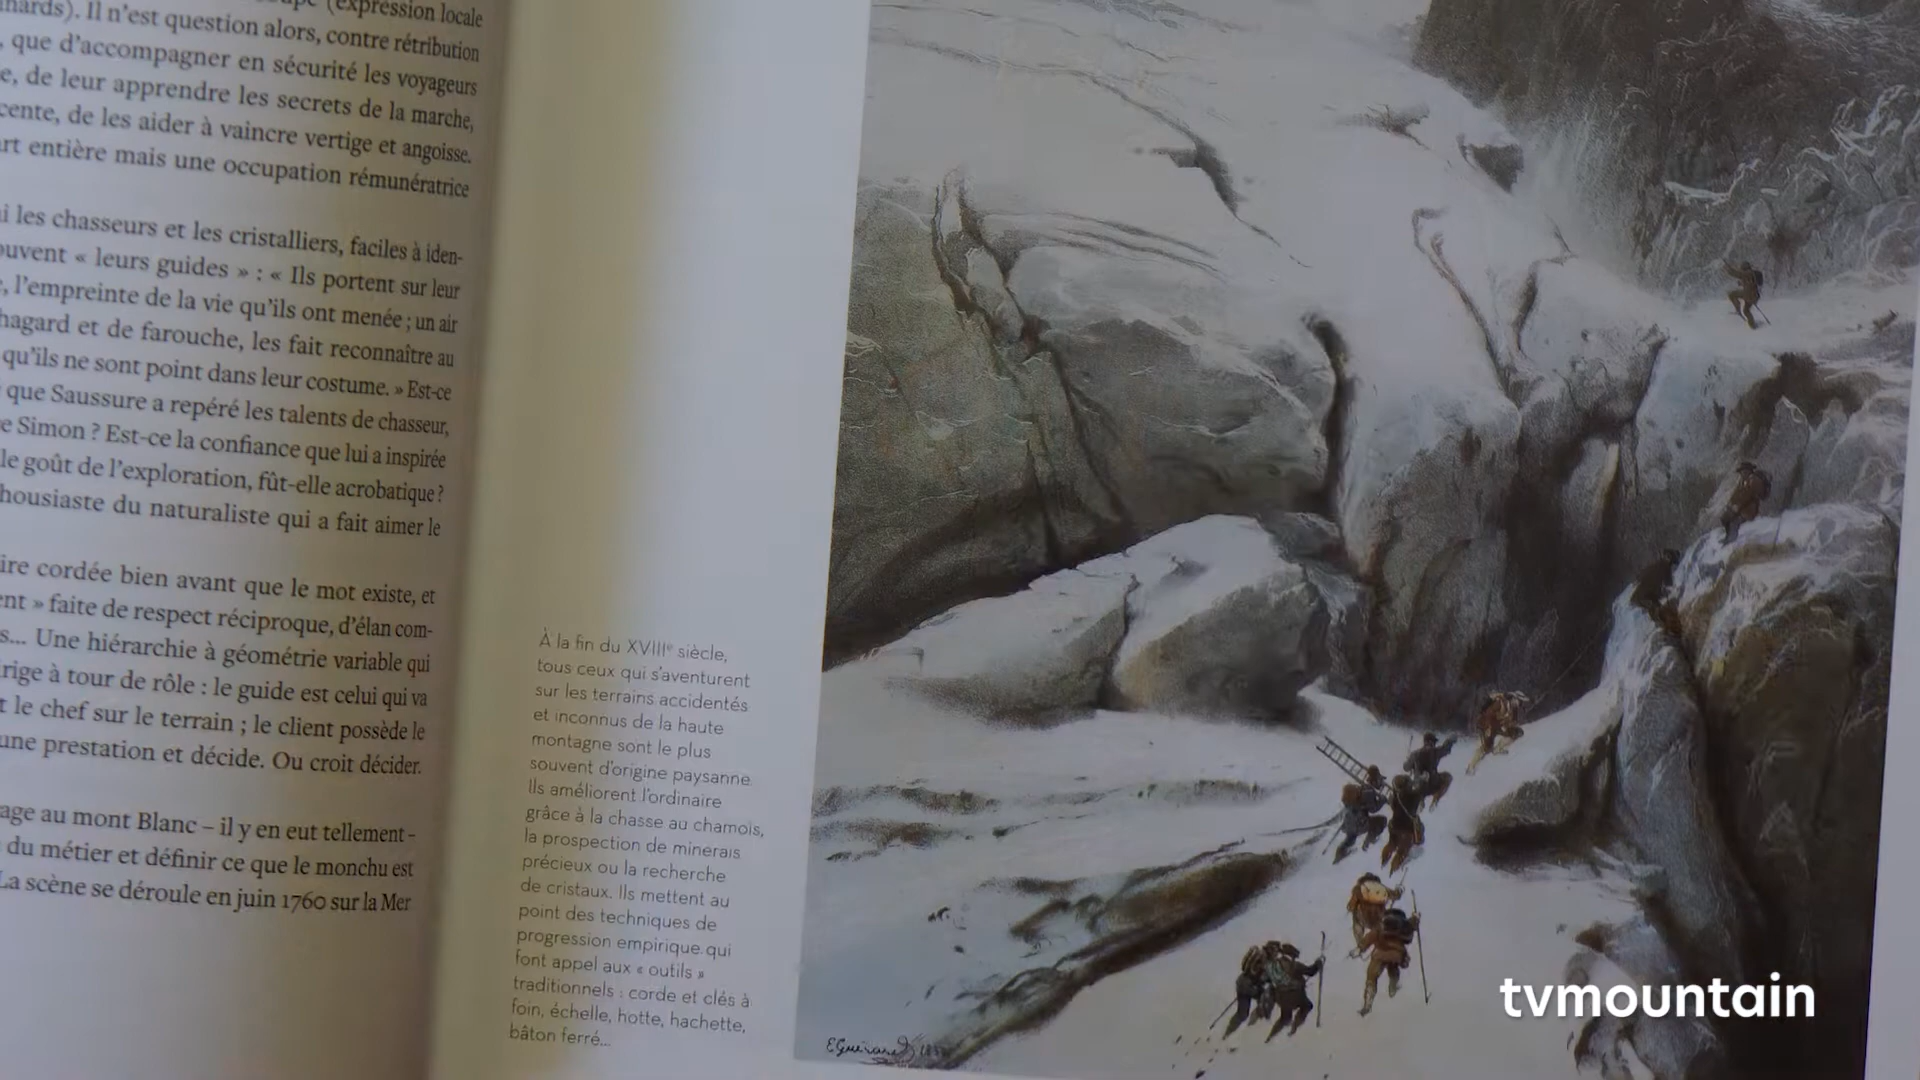 (expression locale
. Il n'est question alors, contre rétribution
, que d'accompagner en sécurité les voyageurs
, de leur apprendre les secrets de la marche,
, de les aider à vaincre vertige et angoisse.
entière mais une occupation rémunératrice
les chasseurs et les cristalliers, faciles à iden-
« leurs guides » : « Ils portent sur leur
, l'empreinte de la vie qu'ils ont menée ; un air
hagard et de farouche, les fait reconnaître au
qu'ils ne sont point dans leur costume. » Est-ce
que Saussure a repéré les talents de chasseur,
Simon ? Est-ce la confiance que lui a inspirée
le goût de l'exploration, fût-elle acrobatique ?
housiaste du naturaliste qui a fait aimer le
ire cordée bien avant que le mot existe, et
ent » faite de respect réciproque, d'élan com-
s... Une hiérarchie à géométrie variable qui
rige à tour de rôle : le guide est celui qui va
t le chef sur le terrain ; le client possède le
une prestation et décide. Ou croit décider.
age au mont Blanc – il y en eut tellement –
du métier et définir ce que le monchu est
La scène se déroule en juin 1760 sur la Mer
À la fin du XVIIIe siècle,
tous ceux qui s'aventurent
sur les terrains accidentés
et inconnus de la haute
montagne sont le plus
souvent d'origine paysanne.
Ils améliorent l'ordinaire
grâce à la chasse au chamois,
la prospection de minerais
précieux ou la recherche
de cristaux. Ils mettent au
point des techniques de
progression empirique qui
font appel aux « outils »
traditionnels : corde et clés à
foin, échelle, hotte, hachette,
bâton ferré...
tvmountain